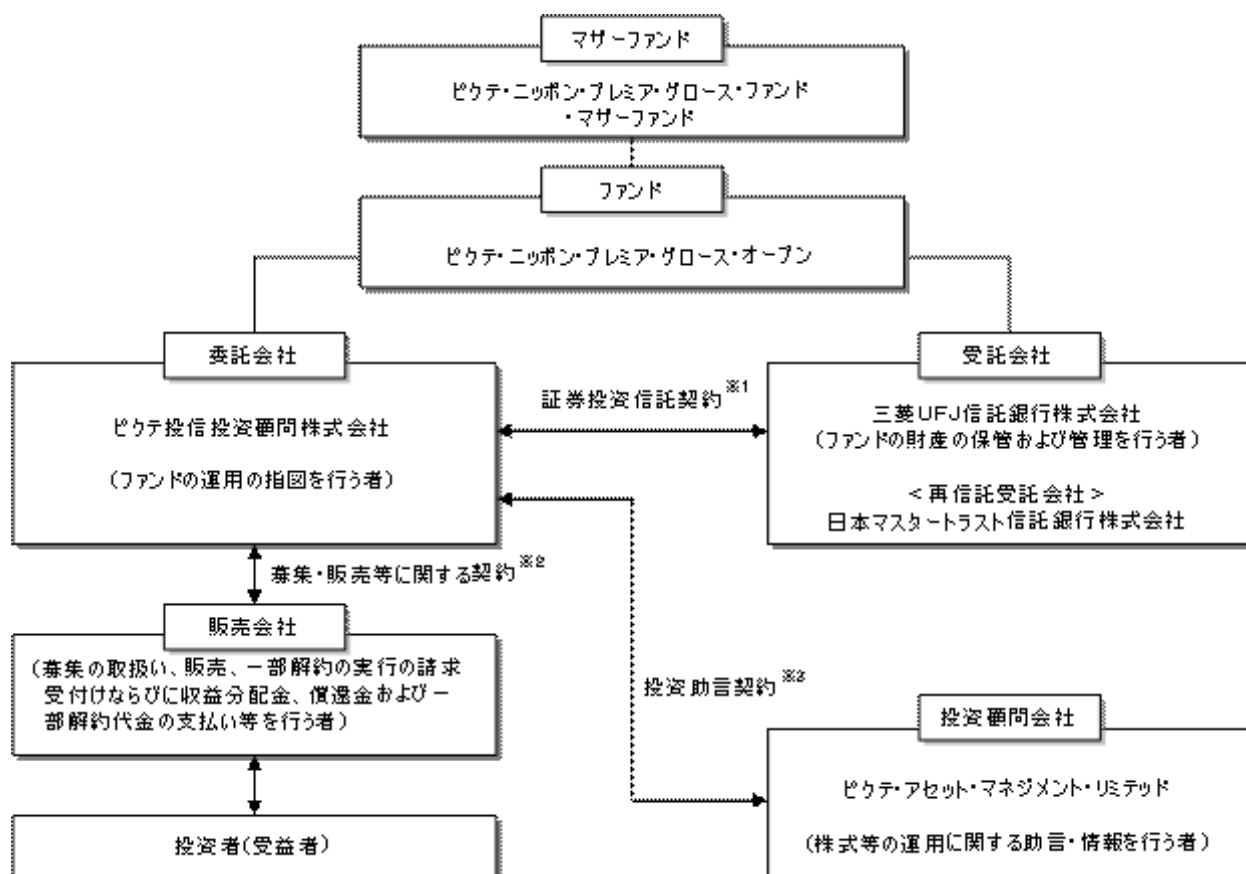 マザーファンド
ピクテ・ニッポン・プレミア・グロース・ファンド
・マザーファンド
ファンド
ピクテ・ニッポン・プレミア・グロース・オープン
委託会社
ピクテ投信投資顧問株式会社
(ファンドの運用の指図を行う者)
証券投資信託契約※1
受託会社
三菱UFJ信託銀行株式会社
(ファンドの財産の保管および管理を行う者)
<再信託受託会社>
日本マスタートラスト信託銀行株式会社
募集・販売等に関する契約※2
販売会社
(募集の取扱い、販売、一部解約の実行の請求
受付けならびに収益分配金、償還金および一
部解約代金の支払い等を行う者)
投資者(受益者)
投資助言契約※3
投資顧問会社
ピクテ・アセット・マネジメント・リミテッド
(株式等の運用に関する助言・情報を行う者)